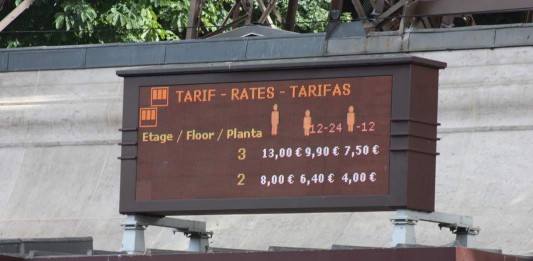 TARIF - RATES - TARIFAS
Etage / Floor / Planta 12-24 -12
3 13,00 € 9,90 € 7,50 €
2 8,00 € 6,40 € 4,00 €